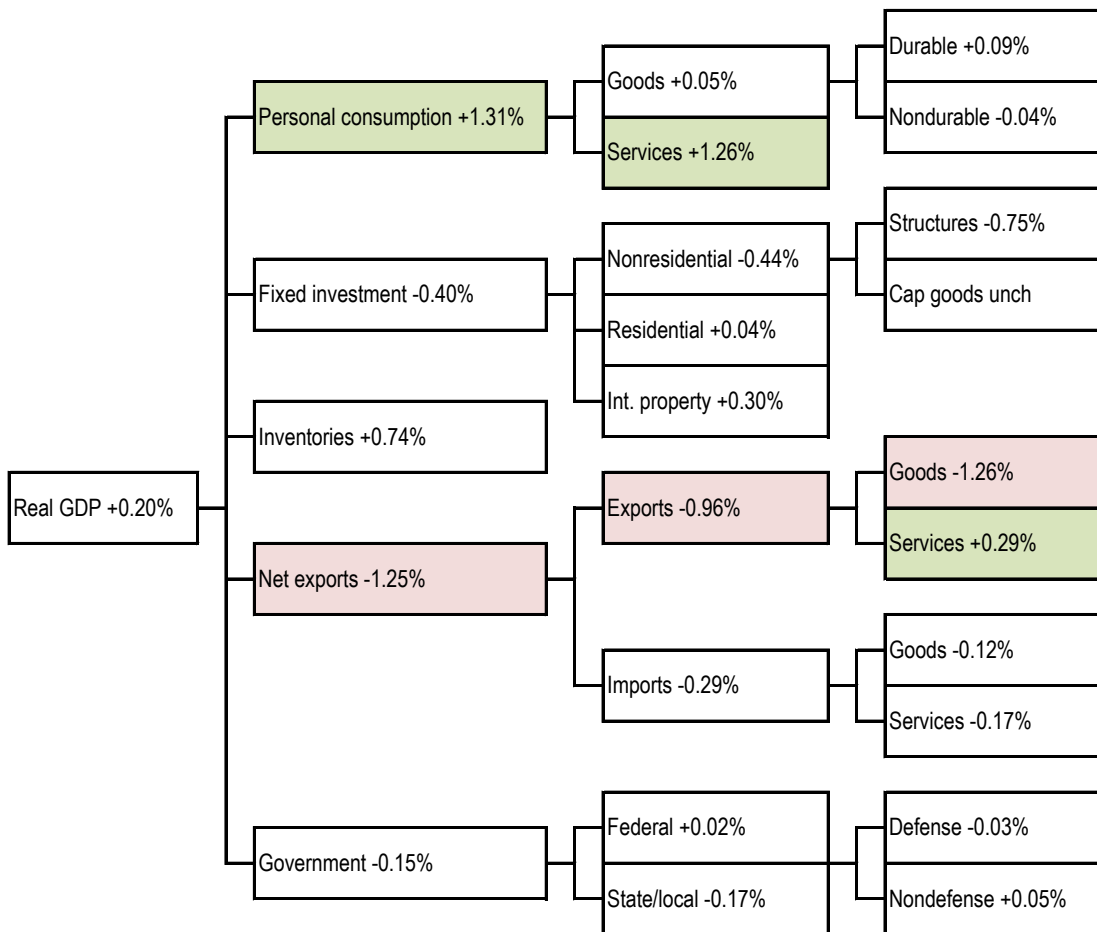 Real GDP +0.20%
Personal consumption +1.31%
Goods +0.05%
Durable +0.09%
Nondurable -0.04%
Services +1.26%
Fixed investment -0.40%
Nonresidential -0.44%
Structures -0.75%
Cap goods unch
Residential +0.04%
Int. property +0.30%
Inventories +0.74%
Net exports -1.25%
Exports -0.96%
Goods -1.26%
Services +0.29%
Imports -0.29%
Goods -0.12%
Services -0.17%
Government -0.15%
Federal +0.02%
State/local -0.17%
Defense -0.03%
Nondefense +0.05%